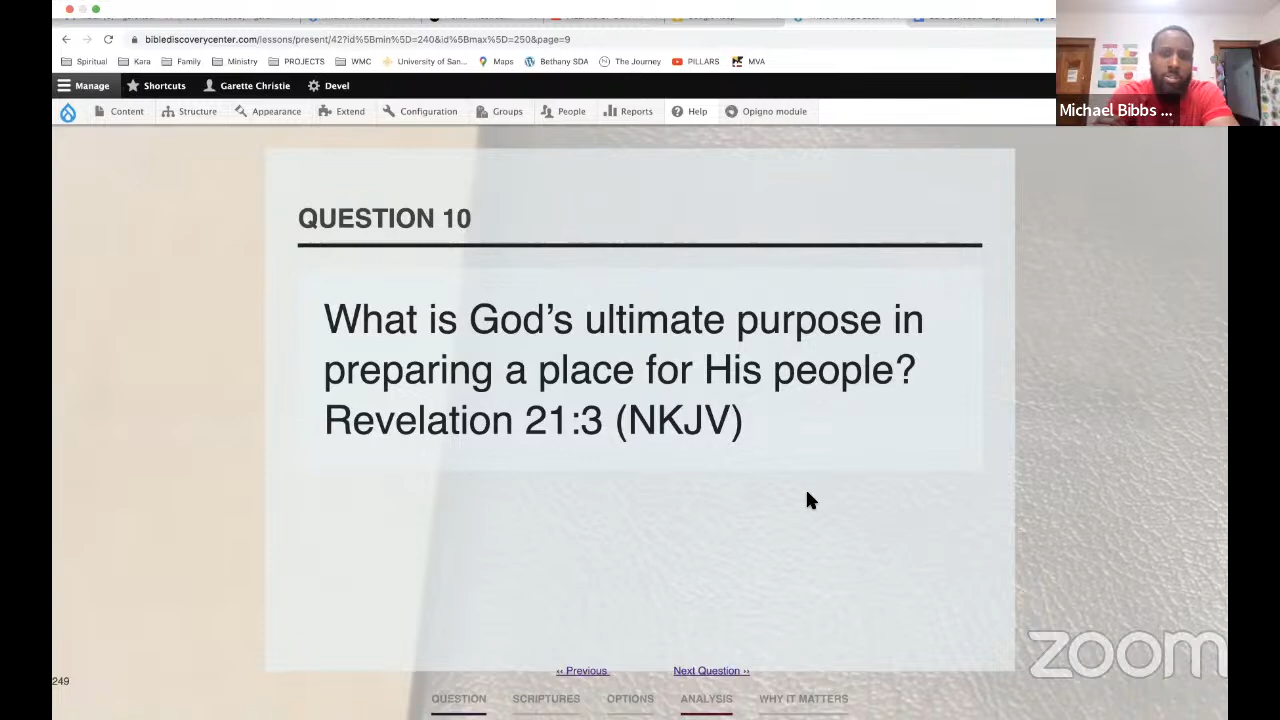 biblediscoverycenter.com/lessons/present/42?id%5Bmin%5D=240&id%5Bmax%5D=250&page=9
Spiritual Kara Family Ministry PROJECTS WMC University of San... Maps Bethany SDA The Journey PILLARS MVA
Manage Shortcuts Garette Christie Devel
Content Structure Appearance Extend Configuration Groups People Reports Help Opigno module
Michael Bibbs ...
QUESTION 10
What is God’s ultimate purpose in
preparing a place for His people?
Revelation 21:3 (NKJV)
‹‹ Previous Next Question ››
249
QUESTION SCRIPTURES OPTIONS ANALYSIS WHY IT MATTERS
zoom